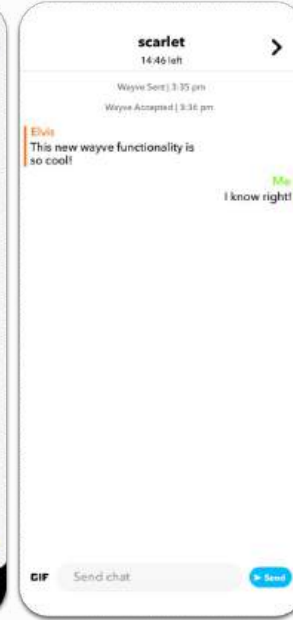 scarlet
14:46 left
Wayve Sent | 3:35 pm
Wayve Accepted | 3:36 pm
Elvis
This new wayve functionality is
so cool!
Me
I know right!
GIF Send chat Send